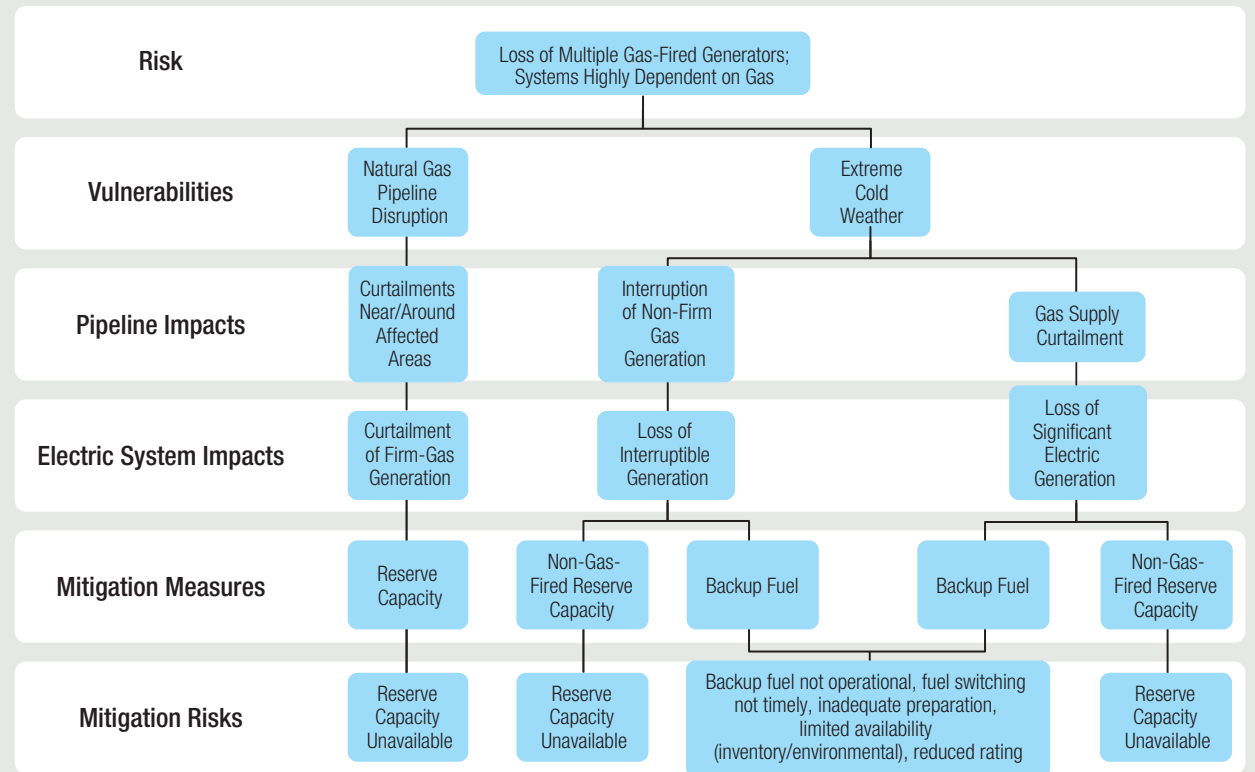 Risk
Loss of Multiple Gas-Fired Generators;
Systems Highly Dependent on Gas
Vulnerabilities
Natural Gas
Pipeline
Disruption
Extreme
Cold
Weather
Pipeline Impacts
Curtailments
Near/Around
Affected
Areas
Interruption
of Non-Firm
Gas
Generation
Gas Supply
Curtailment
Electric System Impacts
Curtailment
of Firm-Gas
Generation
Loss of
Interruptible
Generation
Loss of
Significant
Electric
Generation
Mitigation Measures
Reserve
Capacity
Non-Gas-
Fired Reserve
Capacity
Backup Fuel
Backup Fuel
Non-Gas-
Fired Reserve
Capacity
Mitigation Risks
Reserve
Capacity
Unavailable
Reserve
Capacity
Unavailable
Backup fuel not operational, fuel switching
not timely, inadequate preparation,
limited availability
(inventory/environmental), reduced rating
Reserve
Capacity
Unavailable